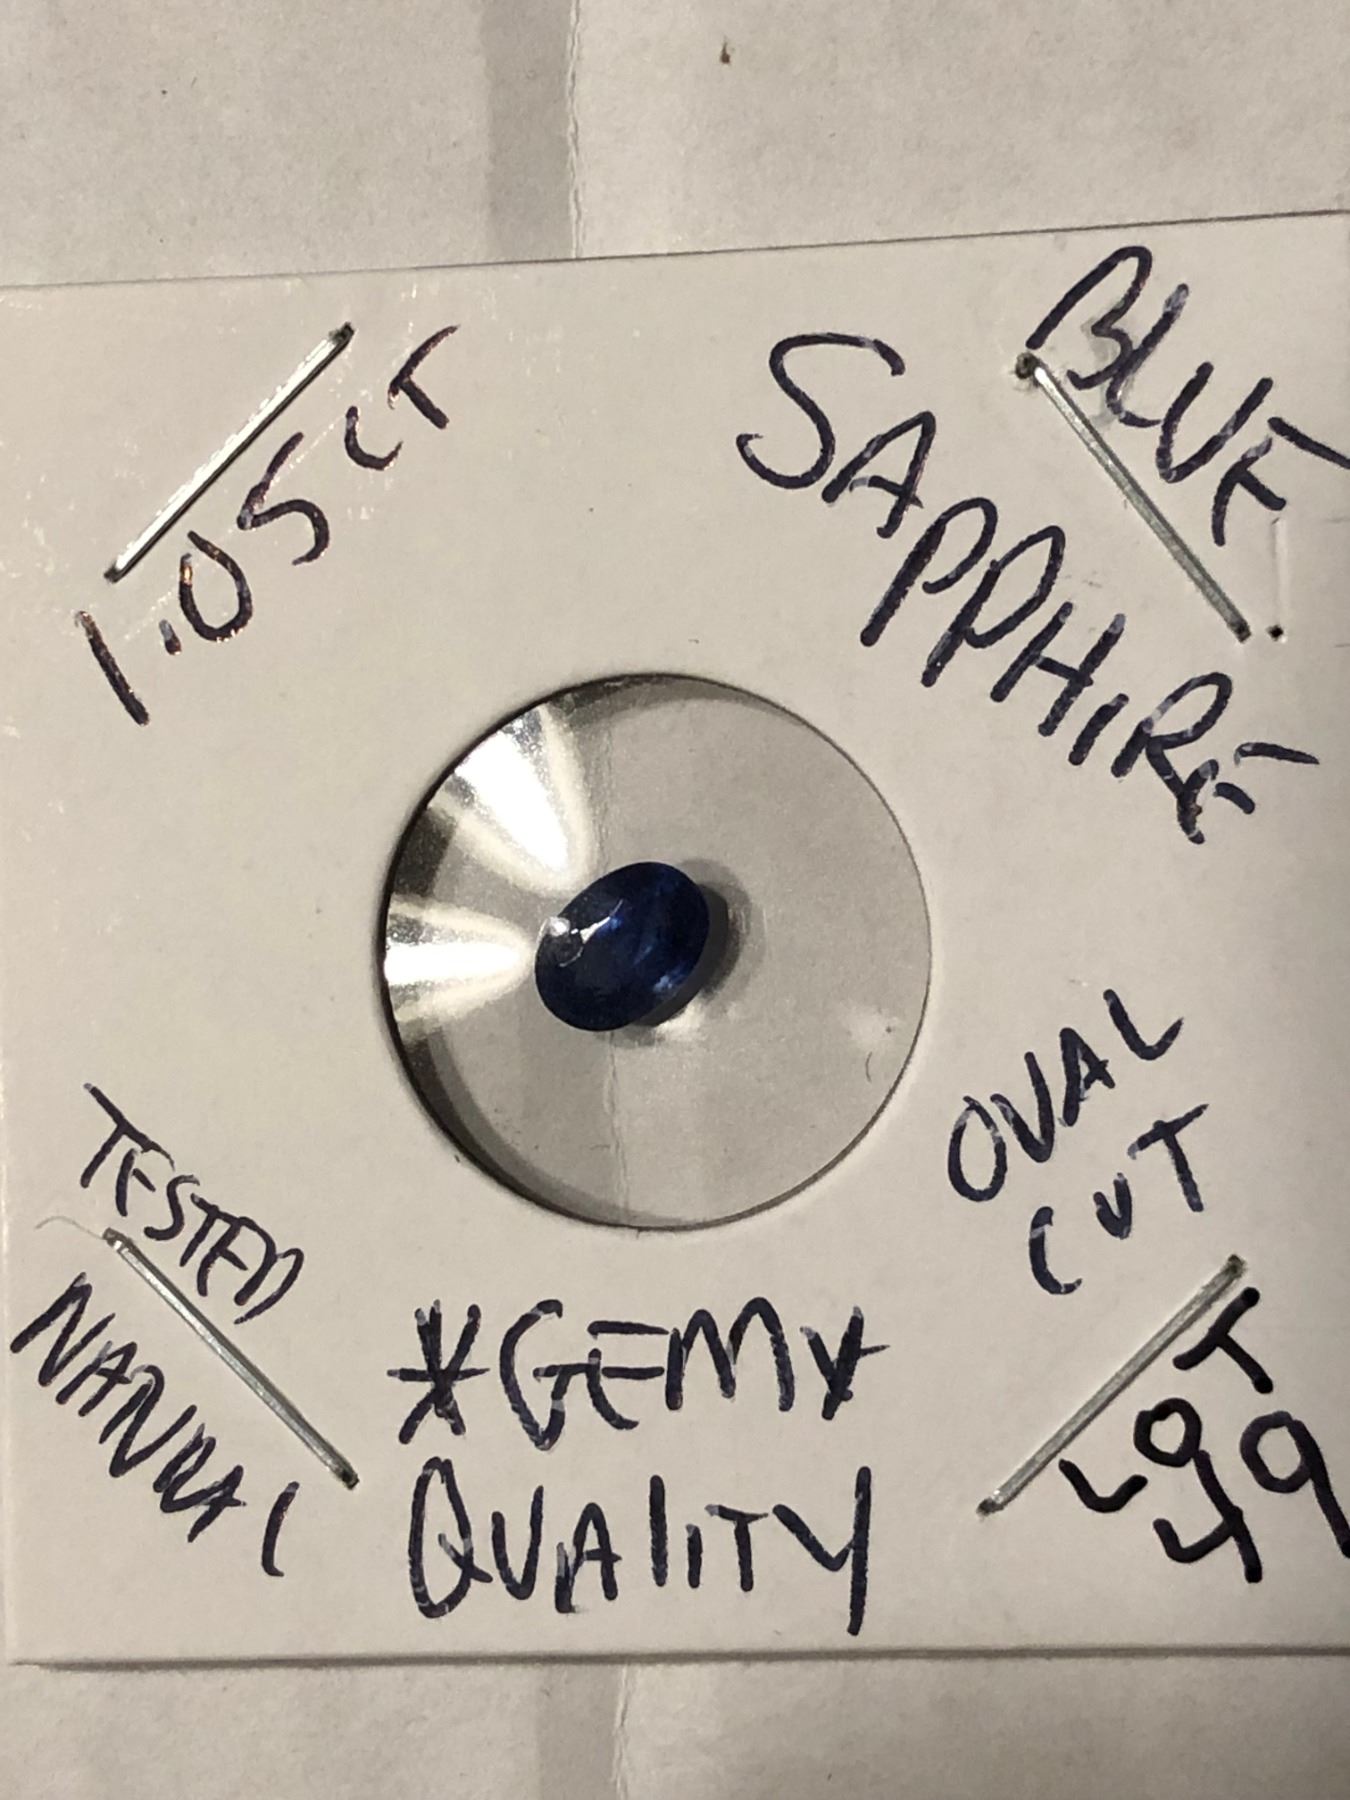 1.05 CT
BLUE
SAPPHIRE
TESTED
NATURAL
*GEM*
QUALITY
OVAL
CUT
LOT
49